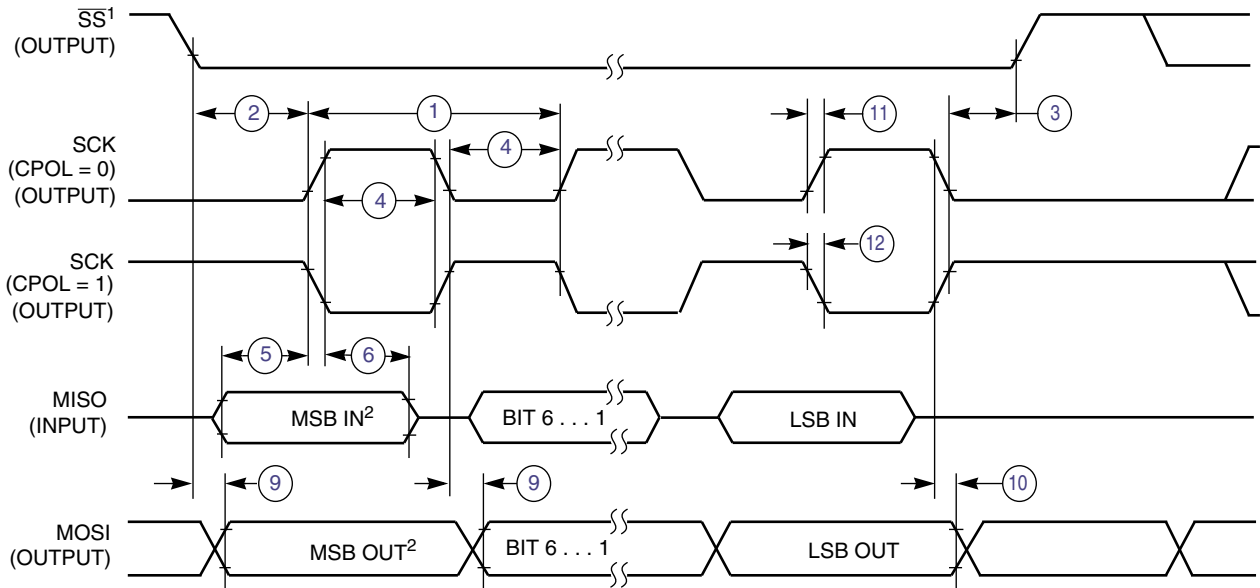 SS¹
(OUTPUT)
2
1
11
3
SCK
(CPOL = 0)
(OUTPUT)
4
4
12
SCK
(CPOL = 1)
(OUTPUT)
5
6
MISO
(INPUT)
MSB IN²
BIT 6 . . . 1
LSB IN
9
9
10
MOSI
(OUTPUT)
MSB OUT²
BIT 6 . . . 1
LSB OUT